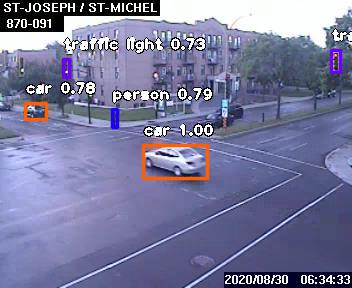 ST-JOSEPH / ST-MICHEL
870-091
traffic light 0.73
tra
car 0.78
person 0.79
car 1.00
2020/08/30 06:34:33